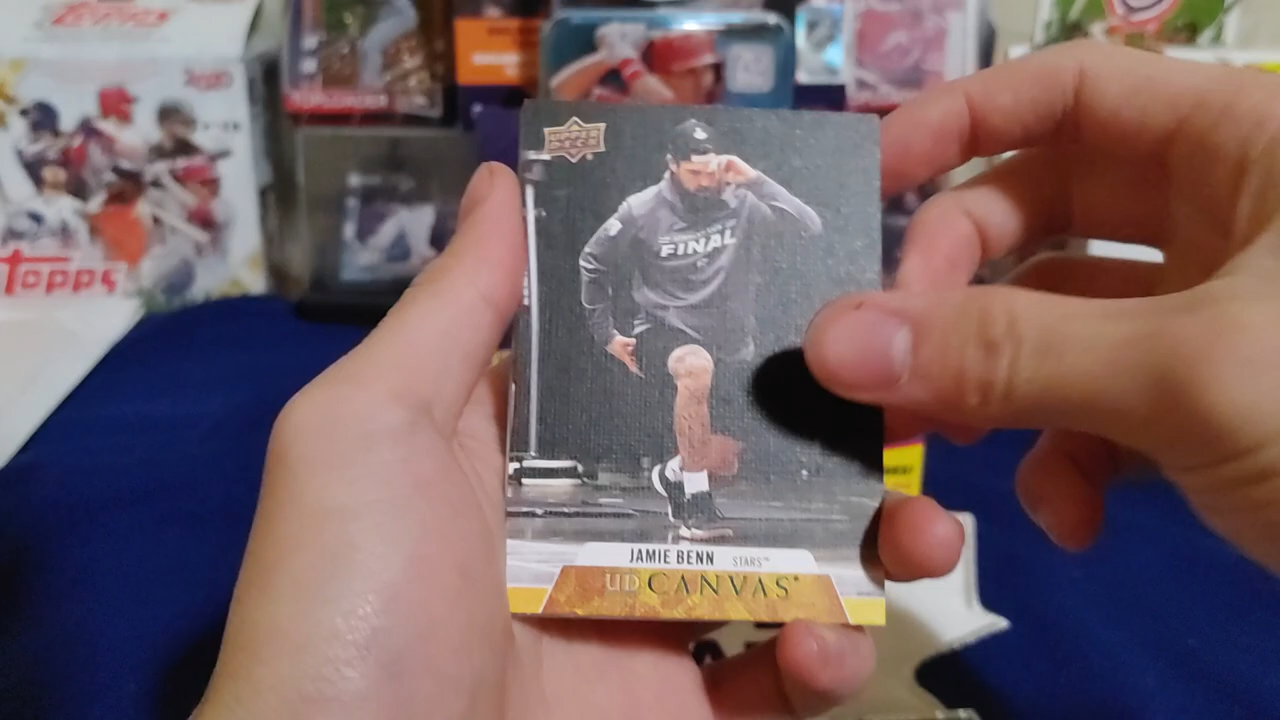 Topps
UPPER
DECK
FINAL
JAMIE BENN STARS™
UD CANVAS
Topps